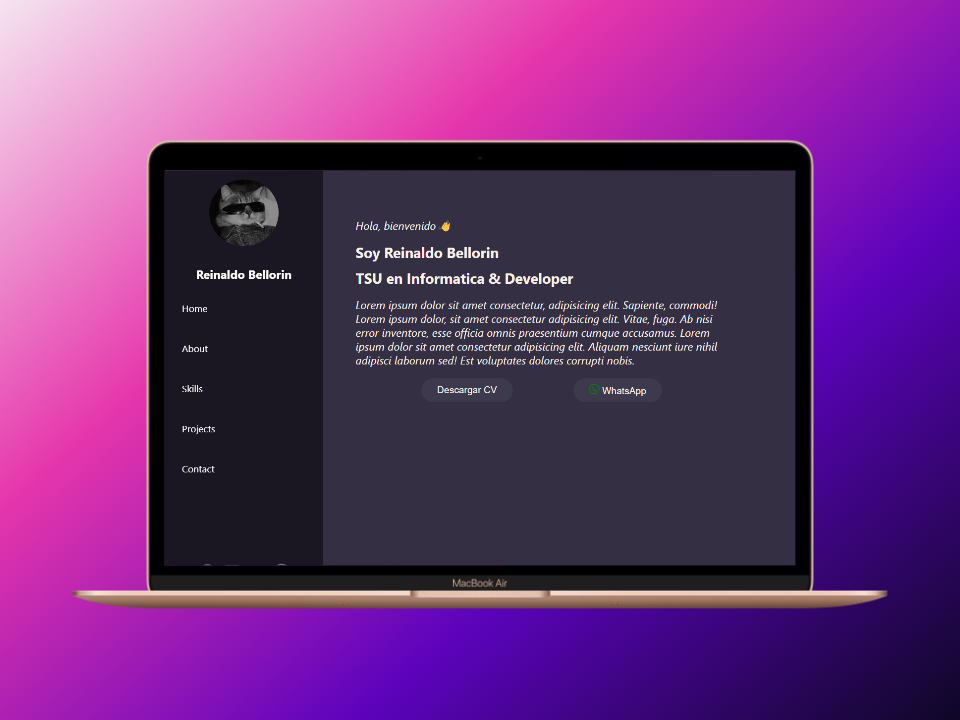 Reinaldo Bellorin
Home
About
Skills
Projects
Contact
Hola, bienvenido 👋
Soy Reinaldo Bellorin
TSU en Informatica & Developer
Lorem ipsum dolor sit amet consectetur, adipisicing elit. Sapiente, commodi!
Lorem ipsum dolor, sit amet consectetur adipisicing elit. Vitae, fuga. Ab nisi
error inventore, esse officia omnis praesentium cumque accusamus. Lorem
ipsum dolor sit amet consectetur adipisicing elit. Aliquam nesciunt iure nihil
adipisci laborum sed! Est voluptates dolores corrupti nobis.
Descargar CV
WhatsApp
MacBook Air